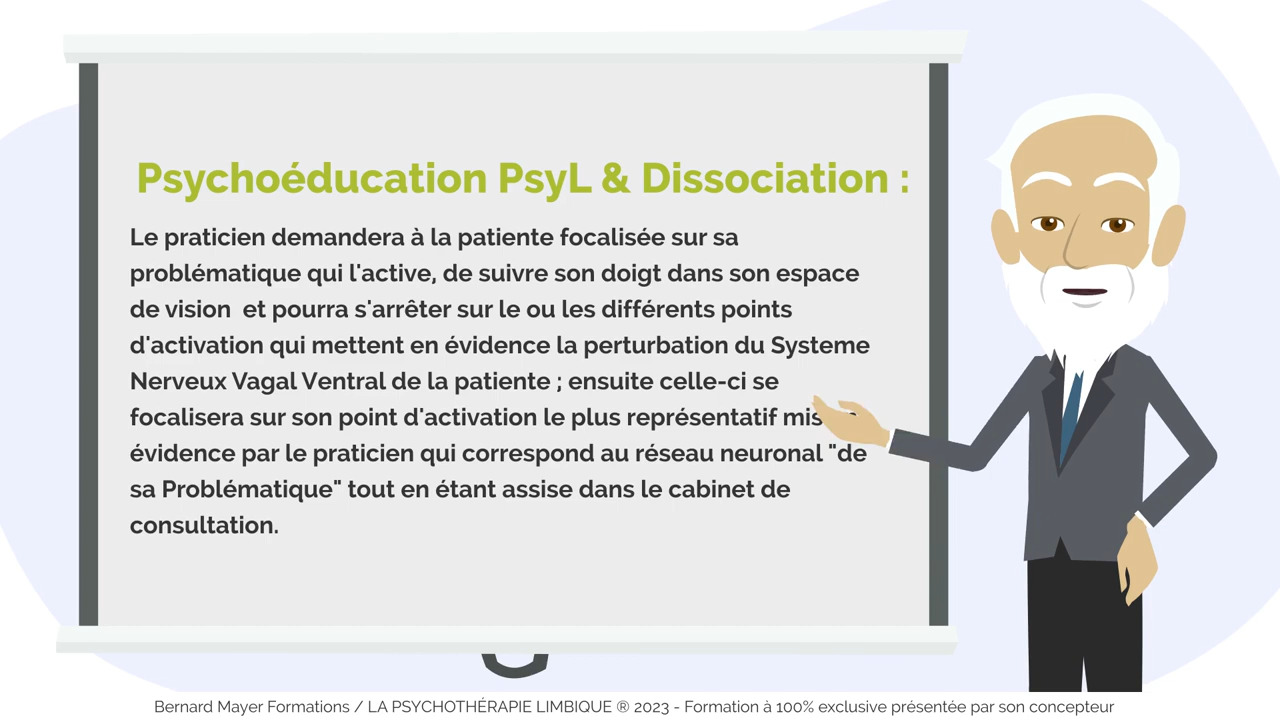 Psychoéducation PsyL & Dissociation :
Le praticien demandera à la patiente focalisée sur sa
problématique qui l'active, de suivre son doigt dans son espace
de vision  et pourra s'arrêter sur le ou les différents points
d'activation qui mettent en évidence la perturbation du Systeme
Nerveux Vagal Ventral de la patiente ; ensuite celle-ci se
focalisera sur son point d'activation le plus représentatif mis
évidence par le praticien qui correspond au réseau neuronal "de
sa Problématique" tout en étant assise dans le cabinet de
consultation.
Bernard Mayer Formations / LA PSYCHOTHÉRAPIE LIMBIQUE ® 2023 - Formation à 100% exclusive présentée par son concepteur